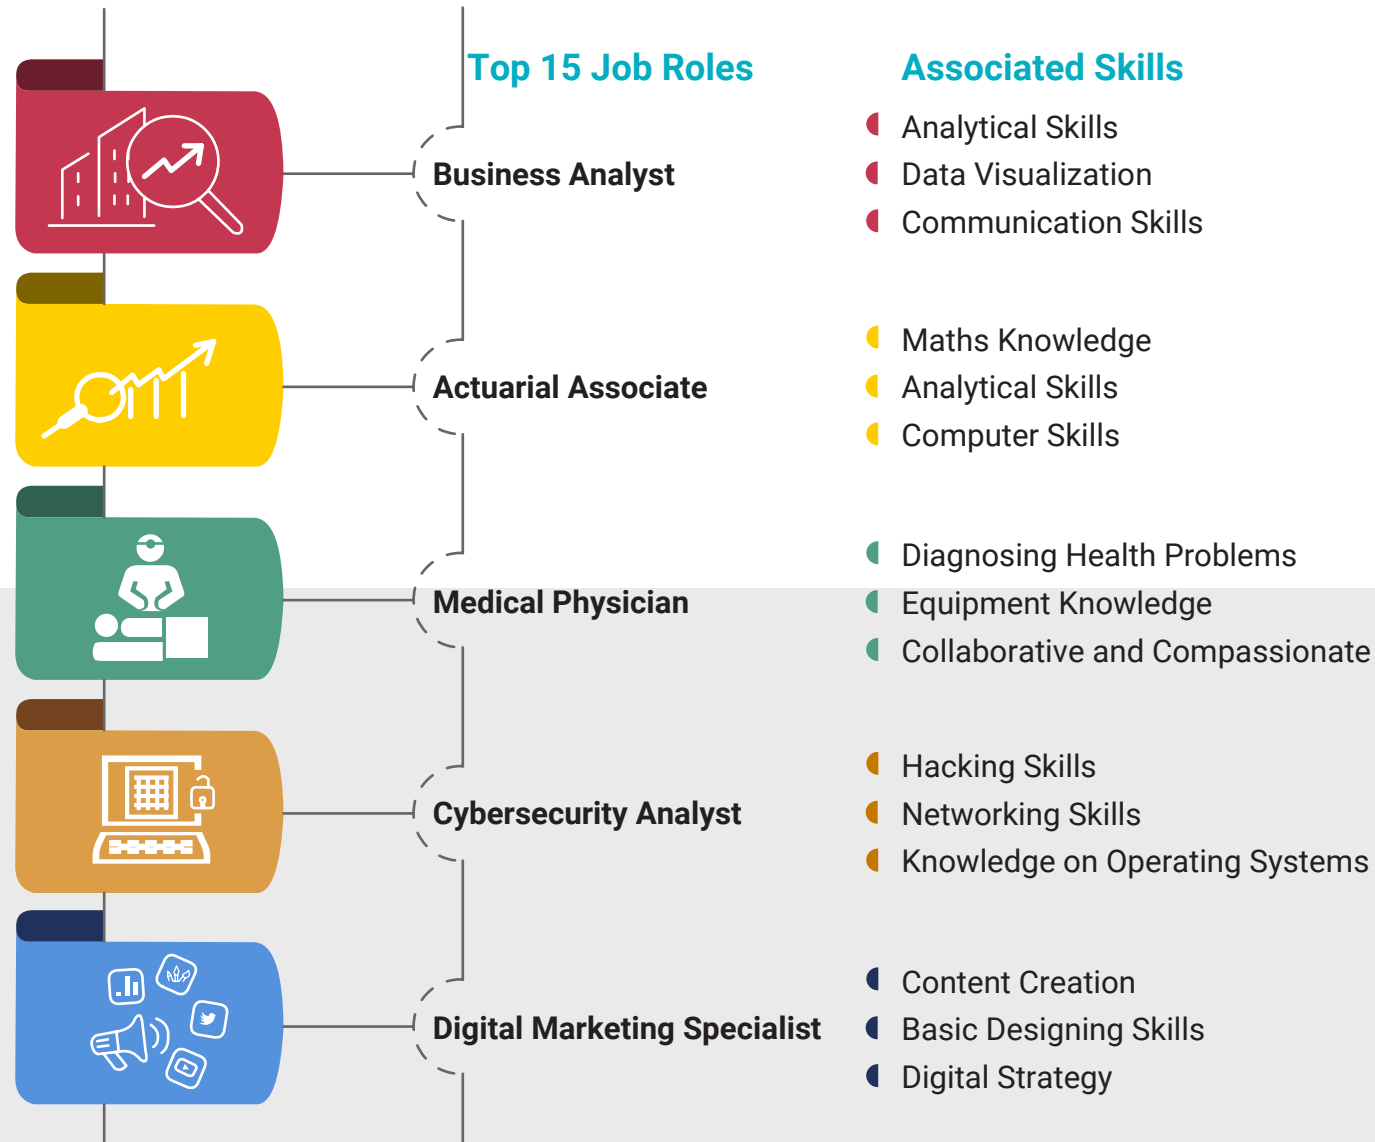 Top 15 Job Roles
Associated Skills
Business Analyst
Analytical Skills
Data Visualization
Communication Skills
Actuarial Associate
Maths Knowledge
Analytical Skills
Computer Skills
Medical Physician
Diagnosing Health Problems
Equipment Knowledge
Collaborative and Compassionate
Cybersecurity Analyst
Hacking Skills
Networking Skills
Knowledge on Operating Systems
Digital Marketing Specialist
Content Creation
Basic Designing Skills
Digital Strategy